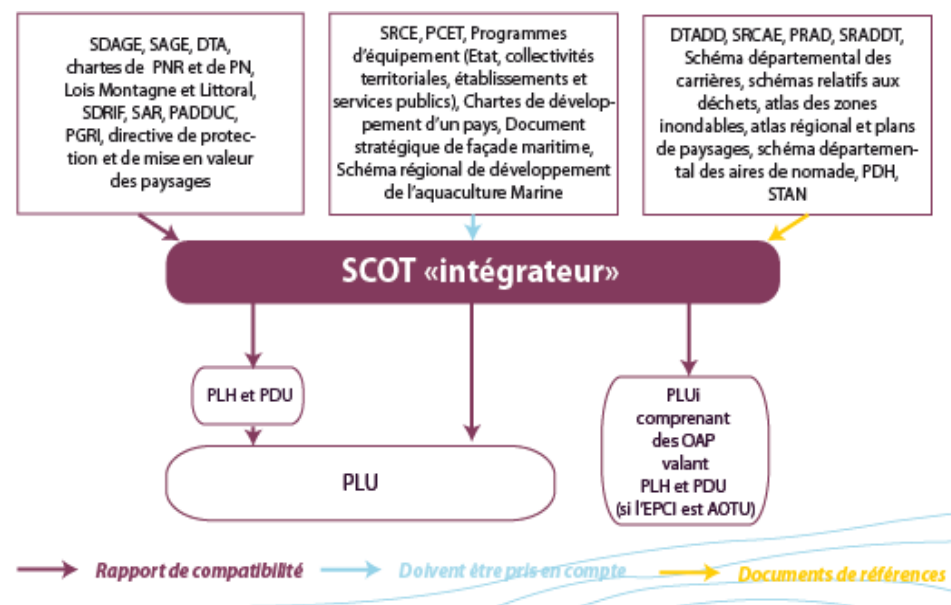 SDAGE, SAGE, DTA,
chartes de PNR et de PN,
Lois Montagne et Littoral,
SDRIF, SAR, PADDUC,
PGRI, directive de protec-
tion et de mise en valeur
des paysages
SRCE, PCET, Programmes
d'équipement (Etat, collectivités
territoriales, établissements et
services publics), Chartes de dévelop-
pement d'un pays, Document
stratégique de façade maritime,
Schéma régional de développement
de l'aquaculture Marine
DTADD, SRCAE, PRAD, SRADDT,
Schéma départemental des
carrières, schémas relatifs aux
déchets, atlas des zones
inondables, atlas régional et plans
de paysages, schéma départemen-
tal des aires de nomade, PDH,
STAN
SCOT «intégrateur»
PLH et PDU
PLU
PLUi
comprenant
des OAP
valant
PLH et PDU
(si l'EPCI est AOTU)
Rapport de compatibilité
Doivent être pris en compte
Documents de références